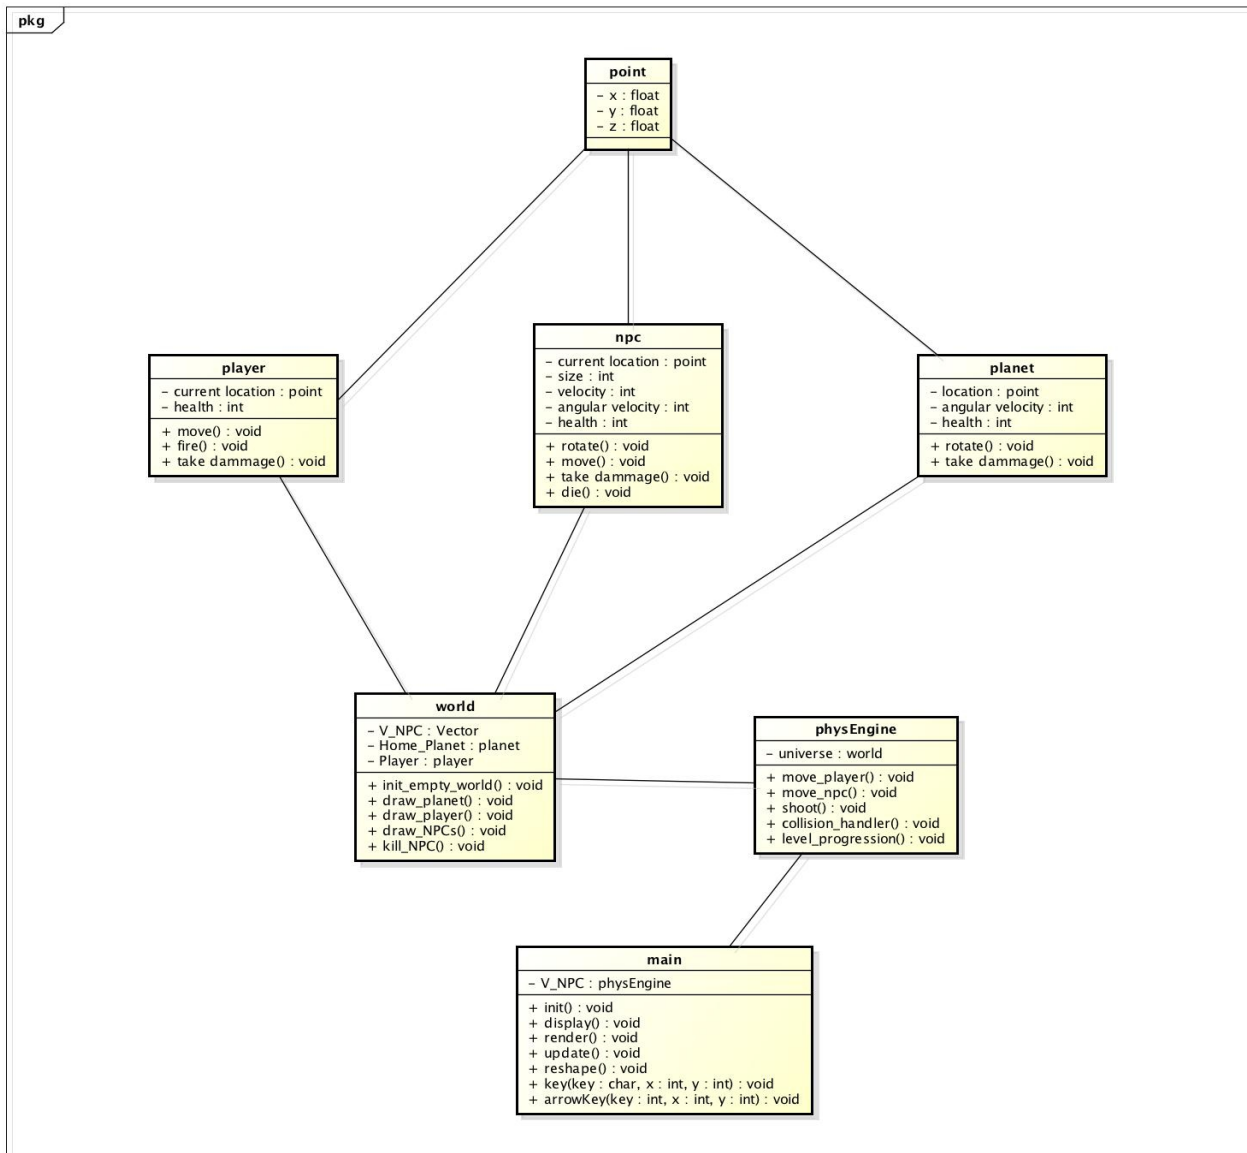 pkg
point
– x : float
– y : float
– z : float
player
– current location : point
– health : int
+ move() : void
+ fire() : void
+ take dammage() : void
npc
– current location : point
– size : int
– velocity : int
– angular velocity : int
– health : int
+ rotate() : void
+ move() : void
+ take dammage() : void
+ die() : void
planet
– location : point
– angular velocity : int
– health : int
+ rotate() : void
+ take dammage() : void
world
– V_NPC : Vector
– Home_Planet : planet
– Player : player
+ init_empty_world() : void
+ draw_planet() : void
+ draw_player() : void
+ draw_NPCs() : void
+ kill_NPC() : void
physEngine
– universe : world
+ move_player() : void
+ move_npc() : void
+ shoot() : void
+ collision_handler() : void
+ level_progression() : void
main
– V_NPC : physEngine
+ init() : void
+ display() : void
+ render() : void
+ update() : void
+ reshape() : void
+ key(key : char, x : int, y : int) : void
+ arrowKey(key : int, x : int, y : int) : void